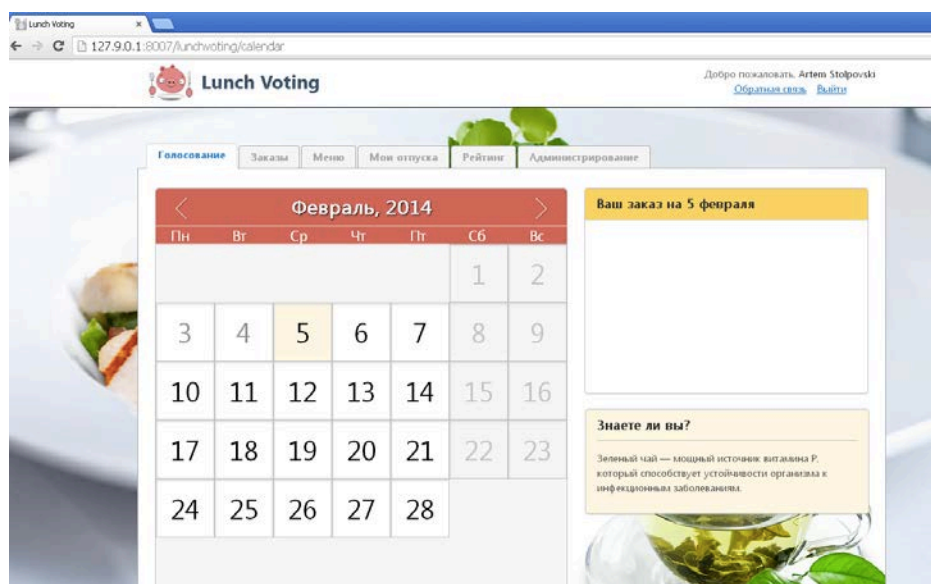 Lunch Voting
127.9.0.1:8007/lunchvoting/calendar
Lunch Voting
Добро пожаловать, Artem Stolpovski
Обратная связь Выйти
Голосование Заказы Меню Мои отпуска Рейтинг Администрирование
Февраль, 2014
Пн Вт Ср Чт Пт Сб Вс
1 2
3 4 5 6 7 8 9
10 11 12 13 14 15 16
17 18 19 20 21 22 23
24 25 26 27 28
Ваш заказ на 5 февраля
Знаете ли вы?
Зеленый чай — мощный источник витамина P,
который способствует устойчивости организма к
инфекционным заболеваниям.